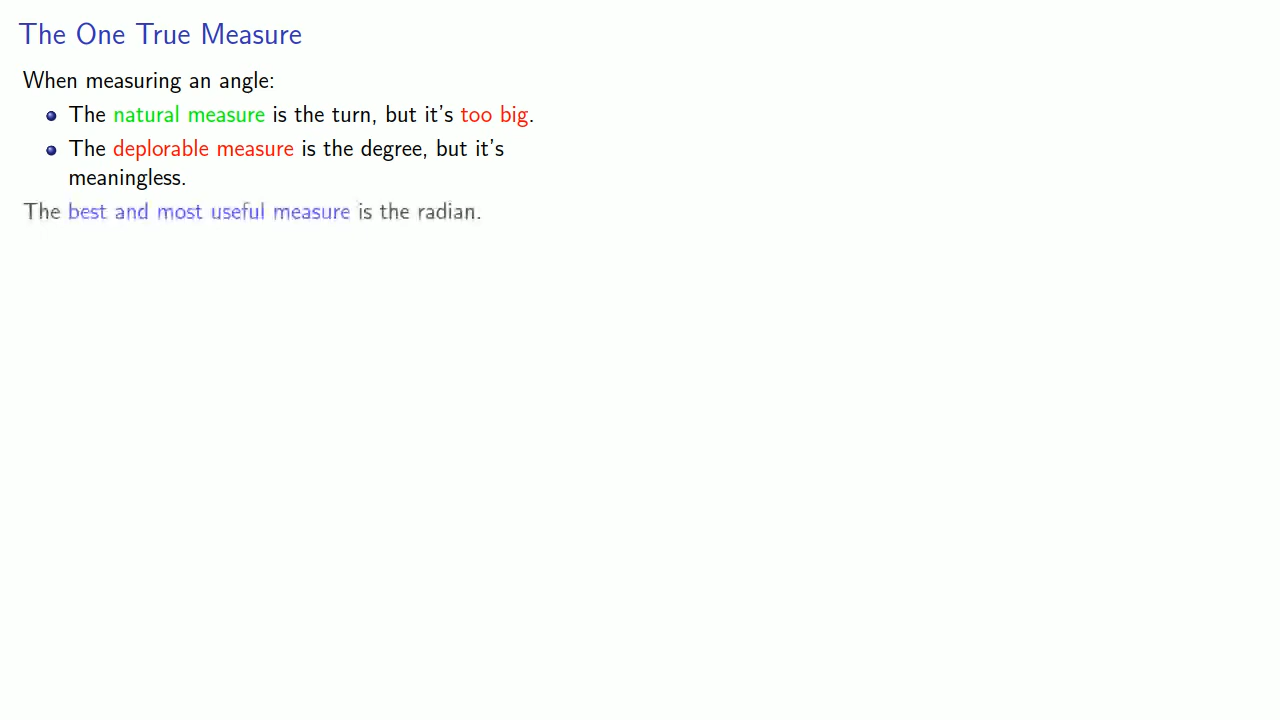 The One True Measure
When measuring an angle:
The natural measure is the turn, but it's too big.
The deplorable measure is the degree, but it's
meaningless.
The best and most useful measure is the radian.